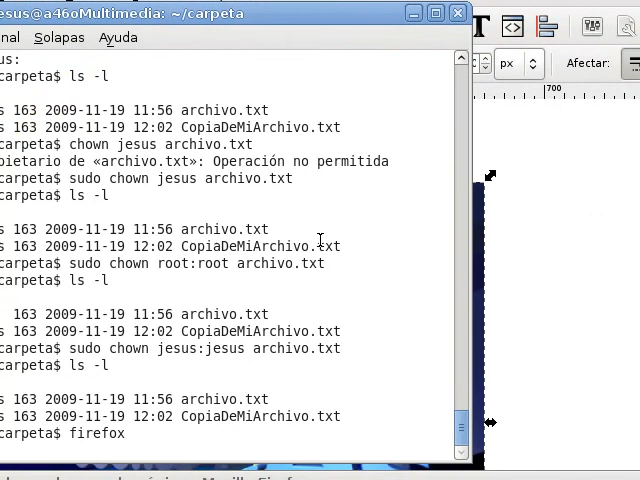 esus@a46oMultimedia: ~/carpeta
nal Solapas Ayuda
us:
carpeta$ ls -l
s 163 2009-11-19 11:56 archivo.txt
s 163 2009-11-19 12:02 CopiaDeMiArchivo.txt
carpeta$ chown jesus archivo.txt
pietario de «archivo.txt»: Operación no permitida
carpeta$ sudo chown jesus archivo.txt
carpeta$ ls -l
s 163 2009-11-19 11:56 archivo.txt
s 163 2009-11-19 12:02 CopiaDeMiArchivo.txt
carpeta$ sudo chown root:root archivo.txt
carpeta$ ls -l
163 2009-11-19 11:56 archivo.txt
s 163 2009-11-19 12:02 CopiaDeMiArchivo.txt
carpeta$ sudo chown jesus:jesus archivo.txt
carpeta$ ls -l
s 163 2009-11-19 11:56 archivo.txt
s 163 2009-11-19 12:02 CopiaDeMiArchivo.txt
carpeta$ firefox
px Afectar:
700